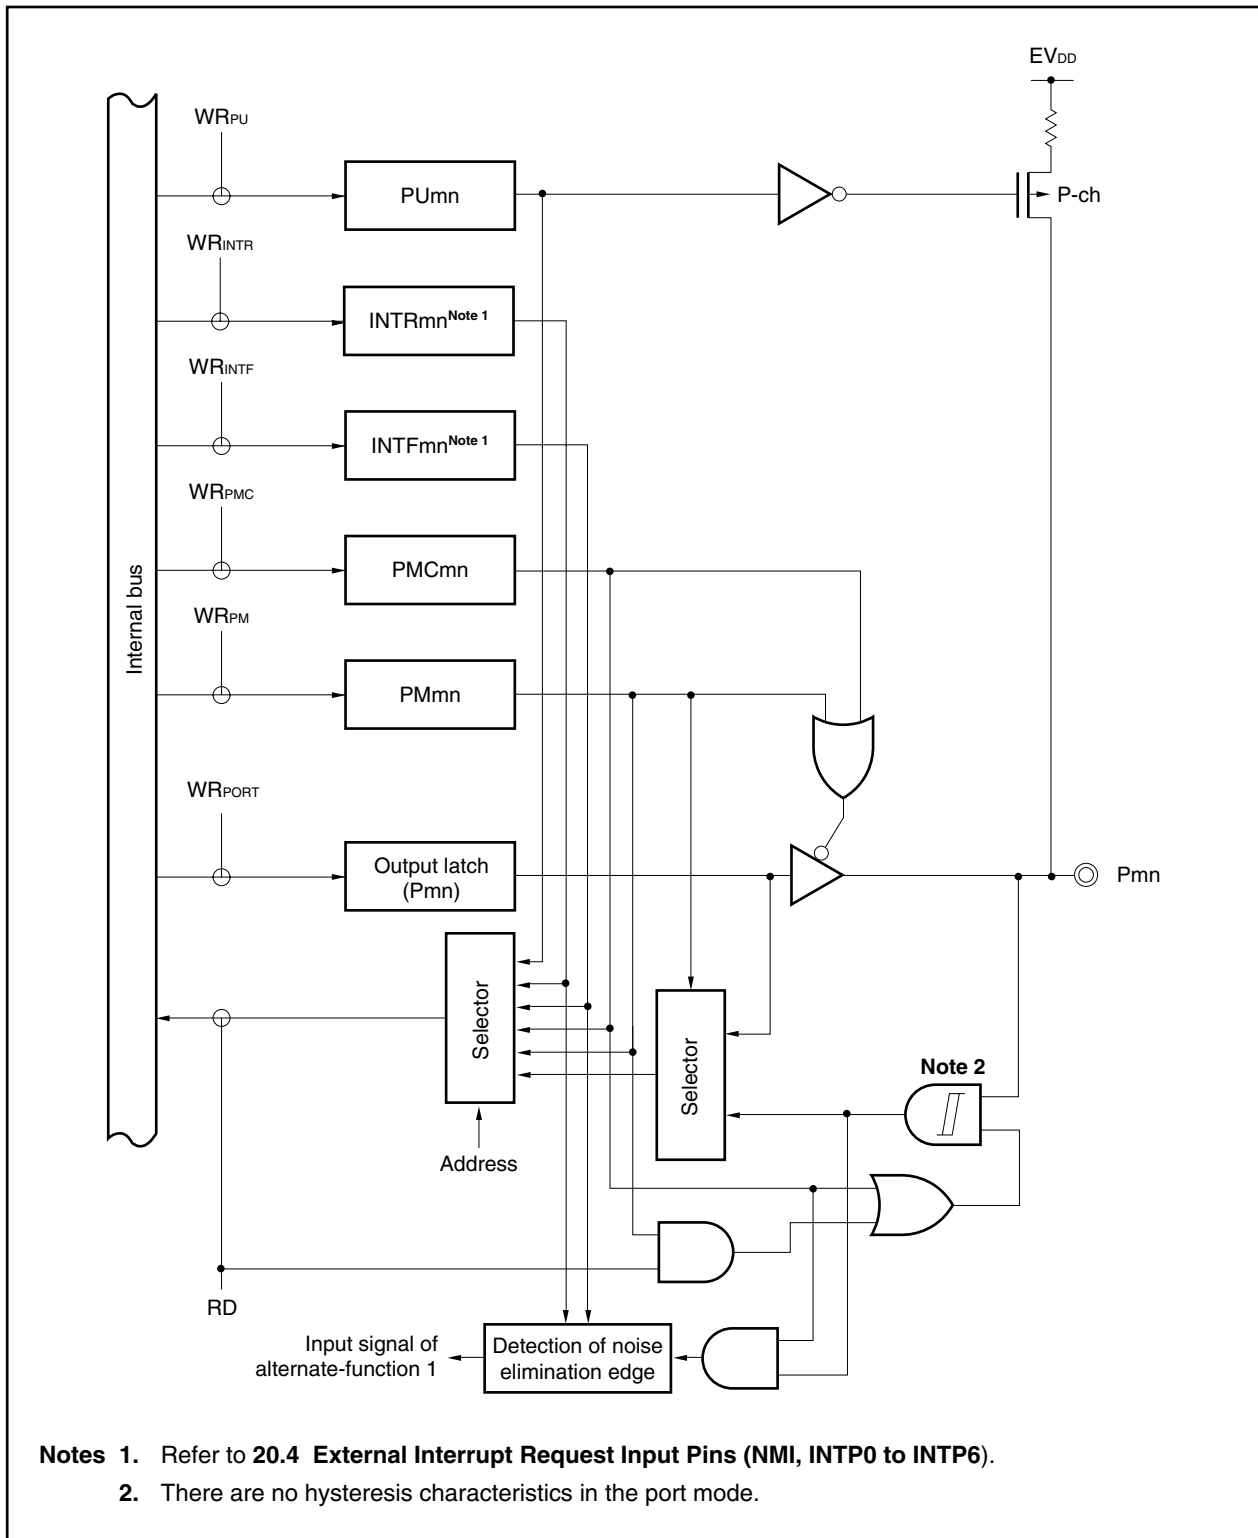 EVDD
WRPU
PUmn
P-ch
WRINTR
INTRmnNote 1
WRINTF
INTFmnNote 1
WRPMC
PMCmn
Internal bus
WRPM
PMmn
WRPORT
Output latch
(Pmn)
Pmn
Selector
Selector
Note 2
Address
RD
Input signal of
alternate-function 1
Detection of noise
elimination edge
Notes 1. Refer to 20.4 External Interrupt Request Input Pins (NMI, INTP0 to INTP6).
2. There are no hysteresis characteristics in the port mode.